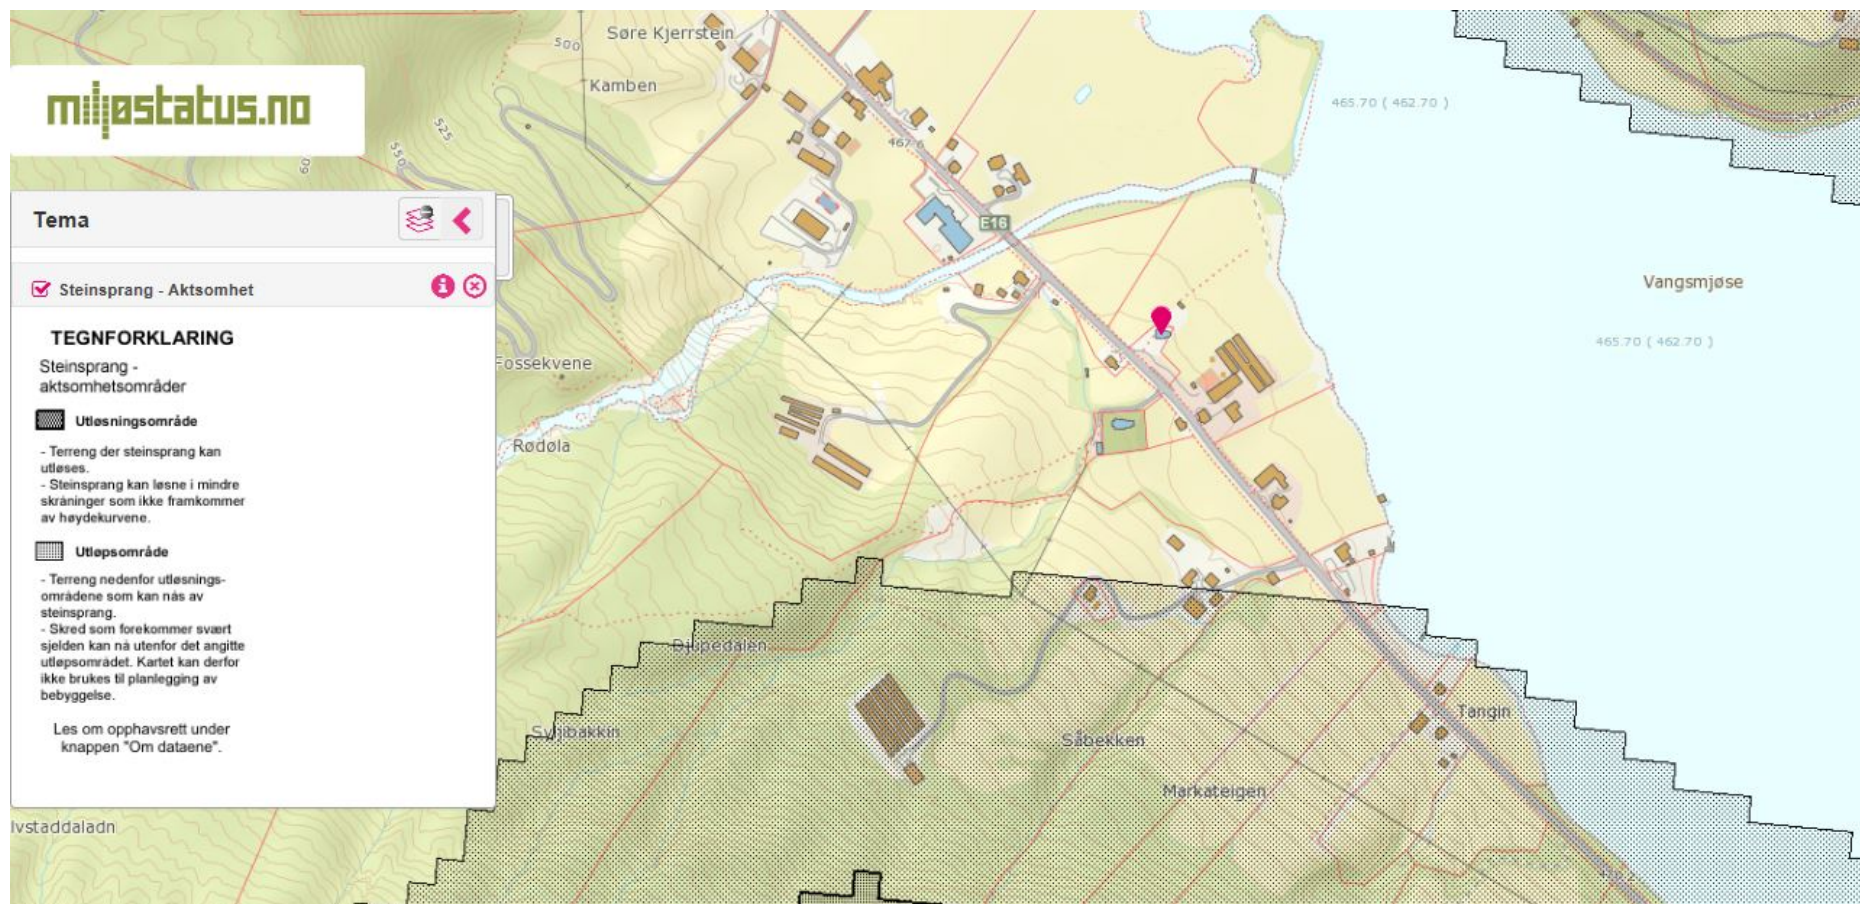 miljøstatus.no
Tema
Steinsprang - Aktsomhet
TEGNFORKLARING
Steinsprang -
aktsomhetsområder
Utløsningsområde
- Terreng der steinsprang kan
utløses.
- Steinsprang kan løsne i mindre
skråninger som ikke framkommer
av høydekurvene.
Utløpsområde
- Terreng nedenfor utløsnings-
områdene som kan nås av
steinsprang.
- Skred som forekommer svært
sjelden kan nå utenfor det angitte
utløpsområdet. Kartet kan derfor
ikke brukes til planlegging av
bebyggelse.
Les om opphavsrett under
knappen "Om dataene".
Søre Kjerrstein
500
Kamben
525
550
467.6
E16
465.70 ( 462.70 )
Vangsmjøse
465.70 ( 462.70 )
Fossekvene
Rødøla
Djupedalen
Sygjibakkin
Såbekken
Tangin
Markateigen